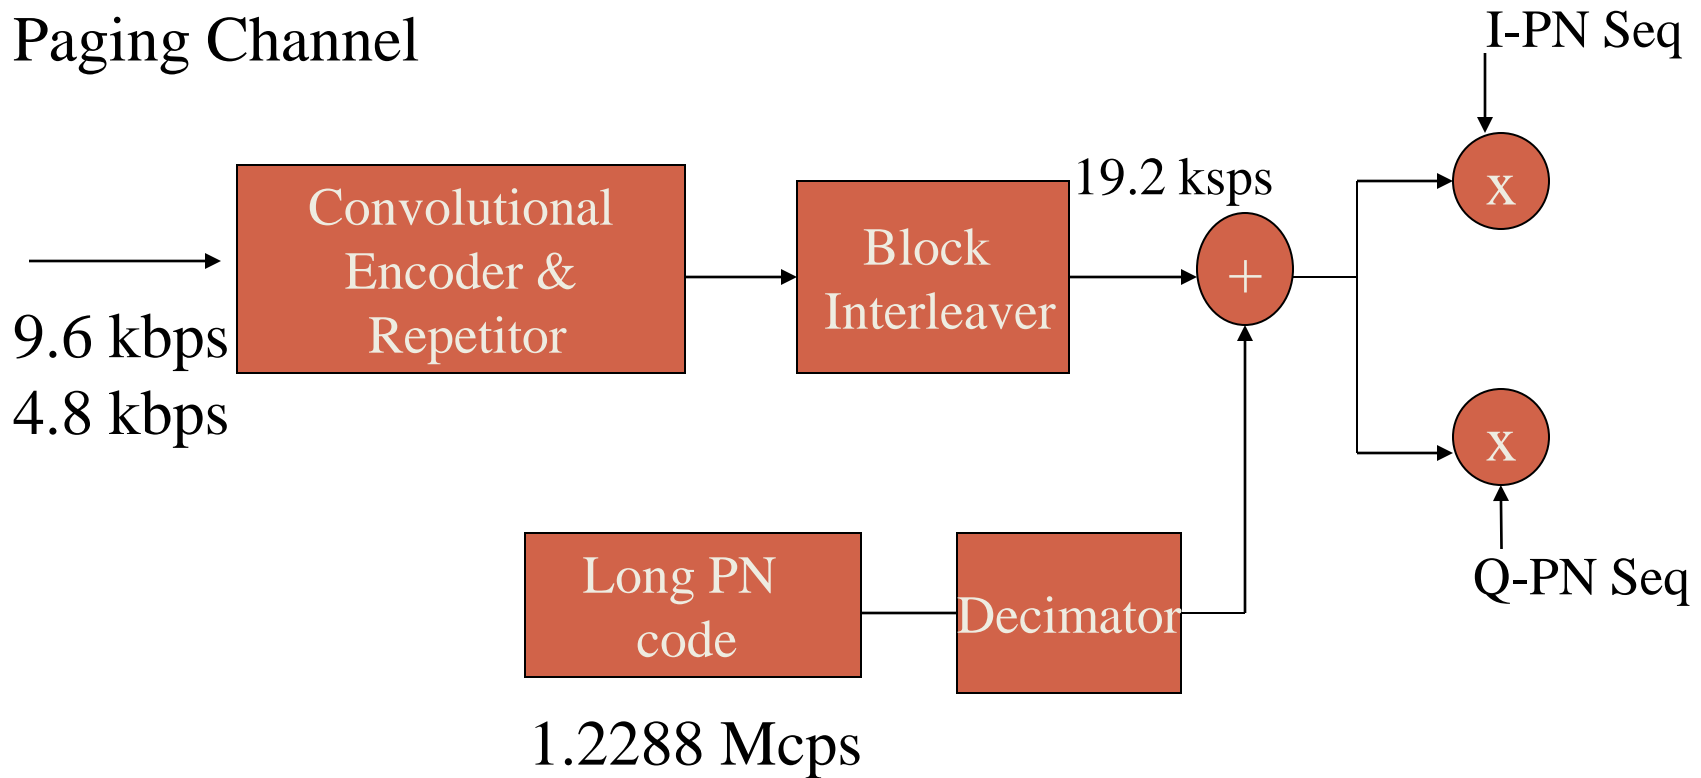 Paging Channel
I-PN Seq
x
19.2 ksps
Convolutional
Encoder &
Repetitor
Block
Interleaver
+
9.6 kbps
4.8 kbps
x
Q-PN Seq
Long PN
code
Decimator
1.2288 Mcps